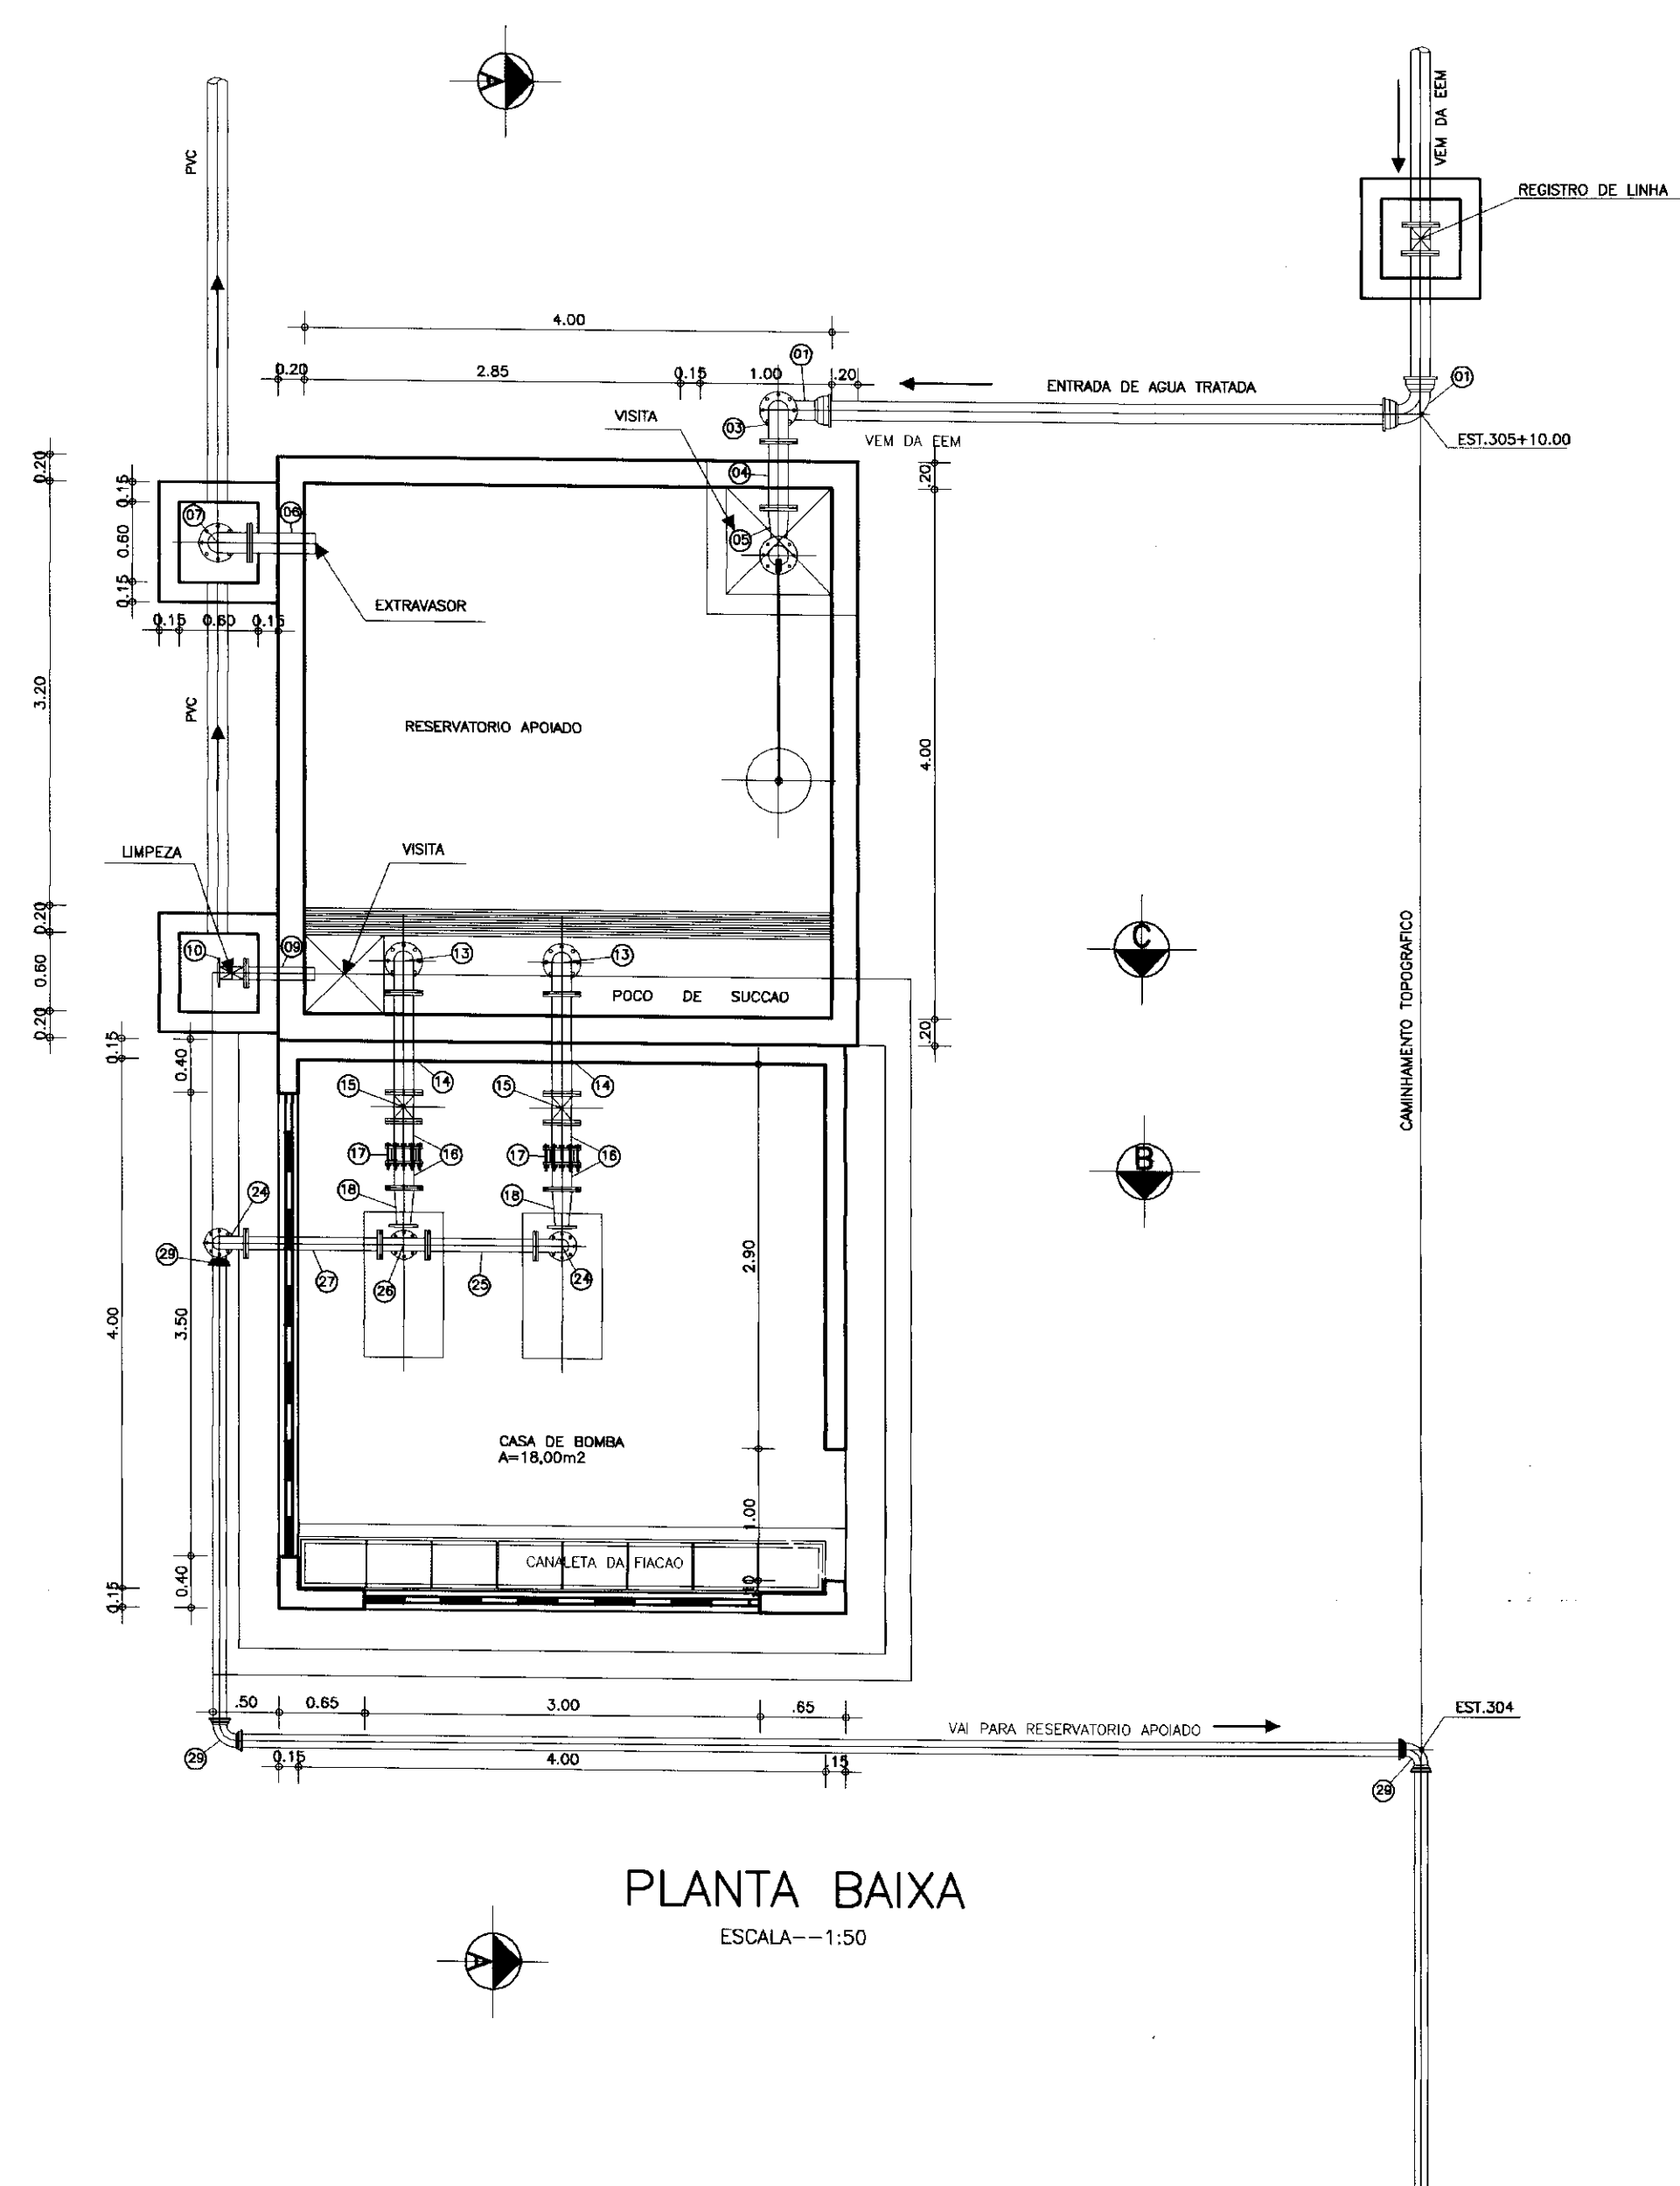 A
PVC
VEM DA EEM
REGISTRO DE LINHA
4.00
0.20
2.85
0.15
1.00
.20
01
ENTRADA DE AGUA TRATADA
01
VISITA
03
VEM DA EEM
EST.305+10.00
0.20
0.15
04
.20
07
06
05
0.60
0.15
EXTRAVASOR
0.15
0.60
0.15
3.20
PVC
RESERVATORIO APOIADO
4.00
LIMPEZA
VISITA
0.20
CAMINHAMENTO TOPOGRAFICO
C
10
09
13
13
0.60
POCO DE SUCCAO
0.20
0.15
0.40
.20
15
14
15
14
17
16
17
16
B
24
18
18
29
27
26
25
24
2.90
4.00
3.50
CASA DE BOMBA
A=18,00m2
1.00
CANALETA DA FIACAO
0.40
0.15
.50
0.65
3.00
.65
VAI PARA RESERVATORIO APOIADO
EST.304
29
0.15
4.00
.15
29
PLANTA BAIXA
ESCALA--1:50
A